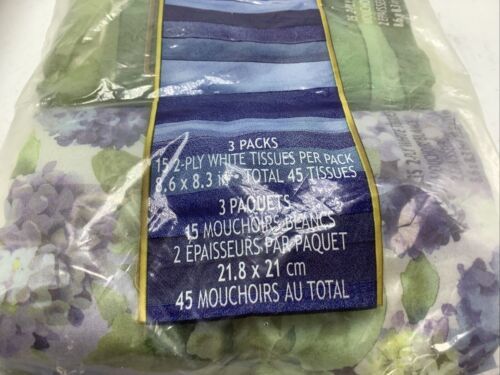 3 PACKS
15 2-PLY WHITE TISSUES PER PACK
8.6 x 8.3 in • TOTAL 45 TISSUES
3 PAQUETS
15 MOUCHOIRS BLANCS
2 ÉPAISSEURS PAR PAQUET
21.8 x 21 cm
45 MOUCHOIRS AU TOTAL